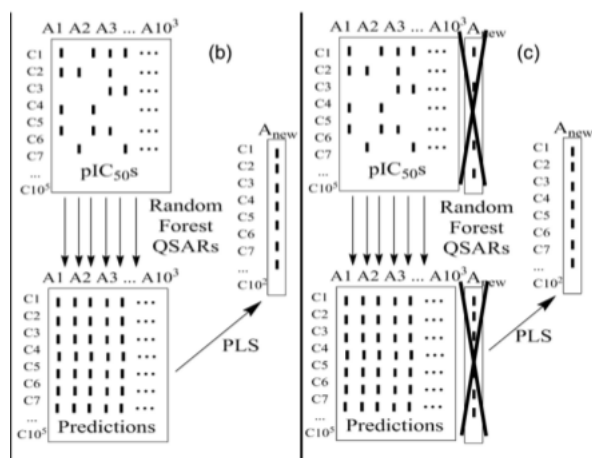 A1 A2 A3 ... A10³
(b)
C1
C2
C3
C4
C5
C6
C7
...
C10⁵
pIC₅₀s
Random
Forest
QSARs
A1 A2 A3 ... A10³
C1
C2
C3
C4
C5
C6
C7
...
C10⁵
Predictions
PLS
Aₙₑw
C1
C2
C3
C4
C5
C6
C7
...
C10²
A1 A2 A3 ... A10³ Aₙₑw
(c)
C1
C2
C3
C4
C5
C6
C7
...
C10⁵
pIC₅₀s
Random
Forest
QSARs
A1 A2 A3 ... A10³ Aₙₑw
C1
C2
C3
C4
C5
C6
C7
...
C10⁵
Predictions
PLS
Aₙₑw
C1
C2
C3
C4
C5
C6
C7
...
C10²